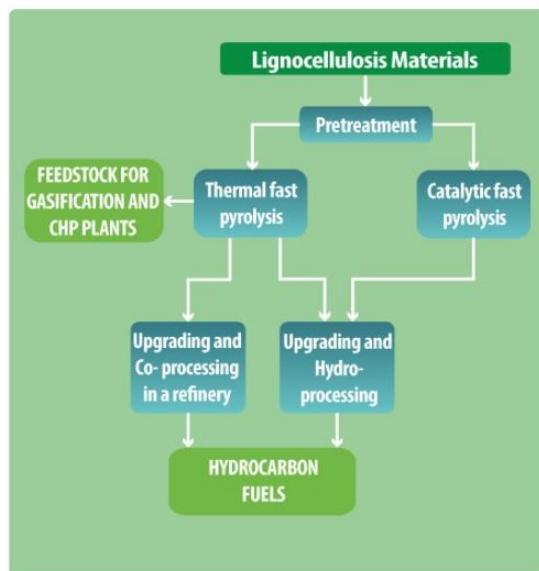 Lignocellulosis Materials
Pretreatment
FEEDSTOCK FOR
GASIFICATION AND
CHP PLANTS
Thermal fast
pyrolysis
Catalytic fast
pyrolysis
Upgrading and
Co- processing
in a refinery
Upgrading and
Hydro-
processing
HYDROCARBON
FUELS